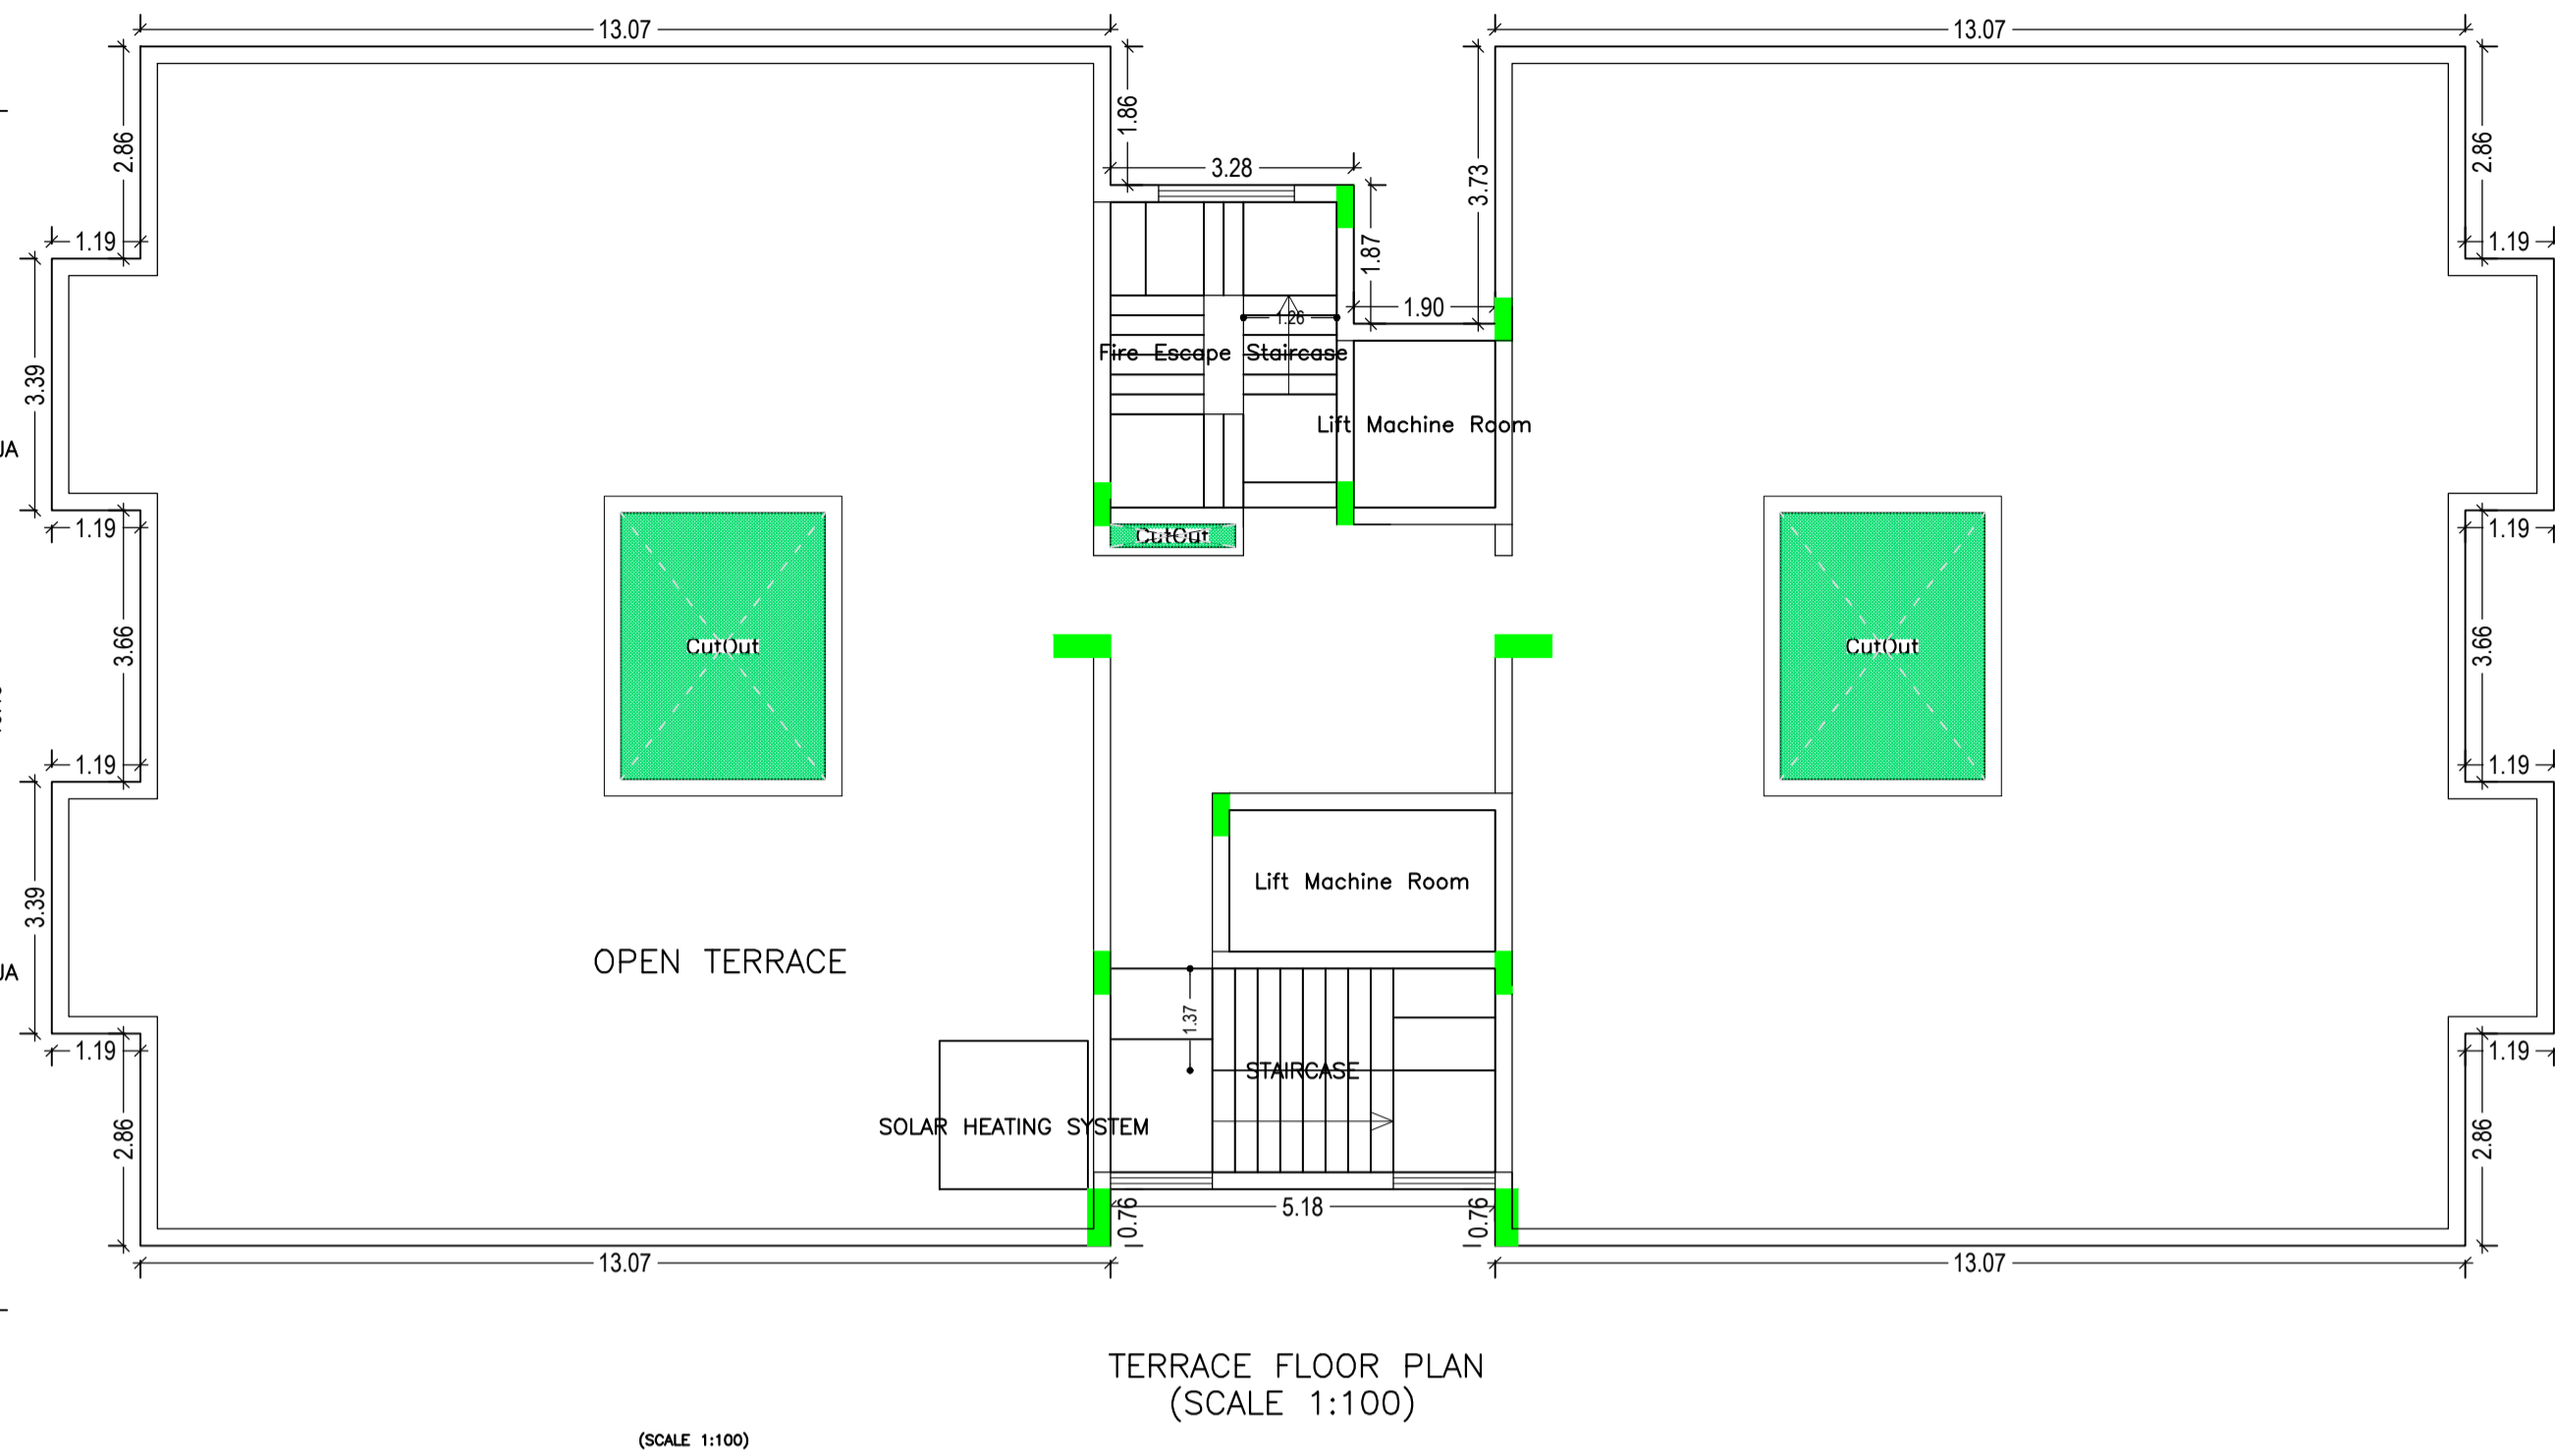 13.07
13.07
2.86
1.86
3.73
2.86
3.28
1.19
1.87
1.19
1.90
1.26
3.39
Fire Escape Staircase
Lift Machine Room
JA
1.19
CutOut
1.19
3.66
CutOut
CutOut
3.66
1.19
1.19
3.39
Lift Machine Room
OPEN TERRACE
JA
1.37
1.19
STAIRCASE
1.19
2.86
SOLAR HEATING SYSTEM
2.86
0.76
5.18
0.76
13.07
13.07
TERRACE FLOOR PLAN
(SCALE 1:100)
(SCALE 1:100)